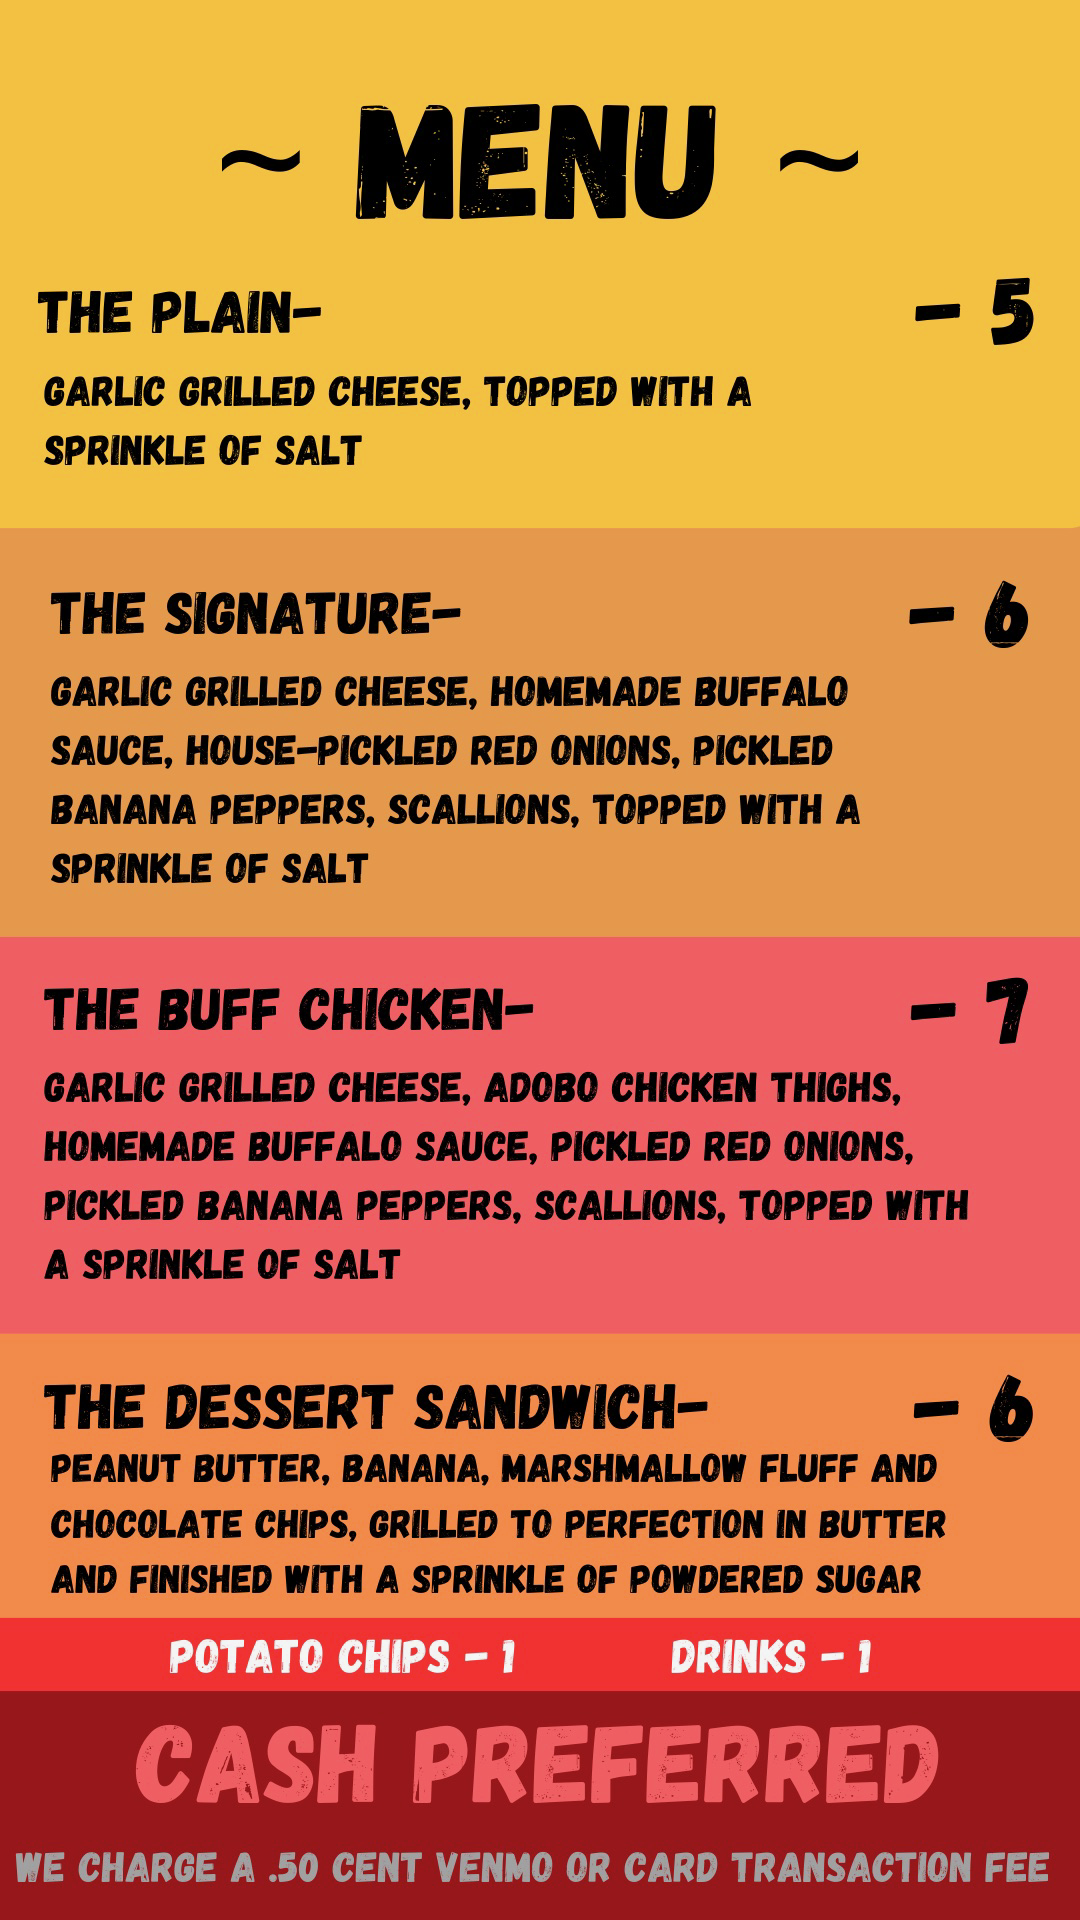 ~ MENU ~
THE PLAIN– – 5
GARLIC GRILLED CHEESE, TOPPED WITH A
SPRINKLE OF SALT
THE SIGNATURE– – 6
GARLIC GRILLED CHEESE, HOMEMADE BUFFALO
SAUCE, HOUSE–PICKLED RED ONIONS, PICKLED
BANANA PEPPERS, SCALLIONS, TOPPED WITH A
SPRINKLE OF SALT
THE BUFF CHICKEN– – 7
GARLIC GRILLED CHEESE, ADOBO CHICKEN THIGHS,
HOMEMADE BUFFALO SAUCE, PICKLED RED ONIONS,
PICKLED BANANA PEPPERS, SCALLIONS, TOPPED WITH
A SPRINKLE OF SALT
THE DESSERT SANDWICH– – 6
PEANUT BUTTER, BANANA, MARSHMALLOW FLUFF AND
CHOCOLATE CHIPS, GRILLED TO PERFECTION IN BUTTER
AND FINISHED WITH A SPRINKLE OF POWDERED SUGAR
POTATO CHIPS – 1 DRINKS – 1
CASH PREFERRED
WE CHARGE A .50 CENT VENMO OR CARD TRANSACTION FEE